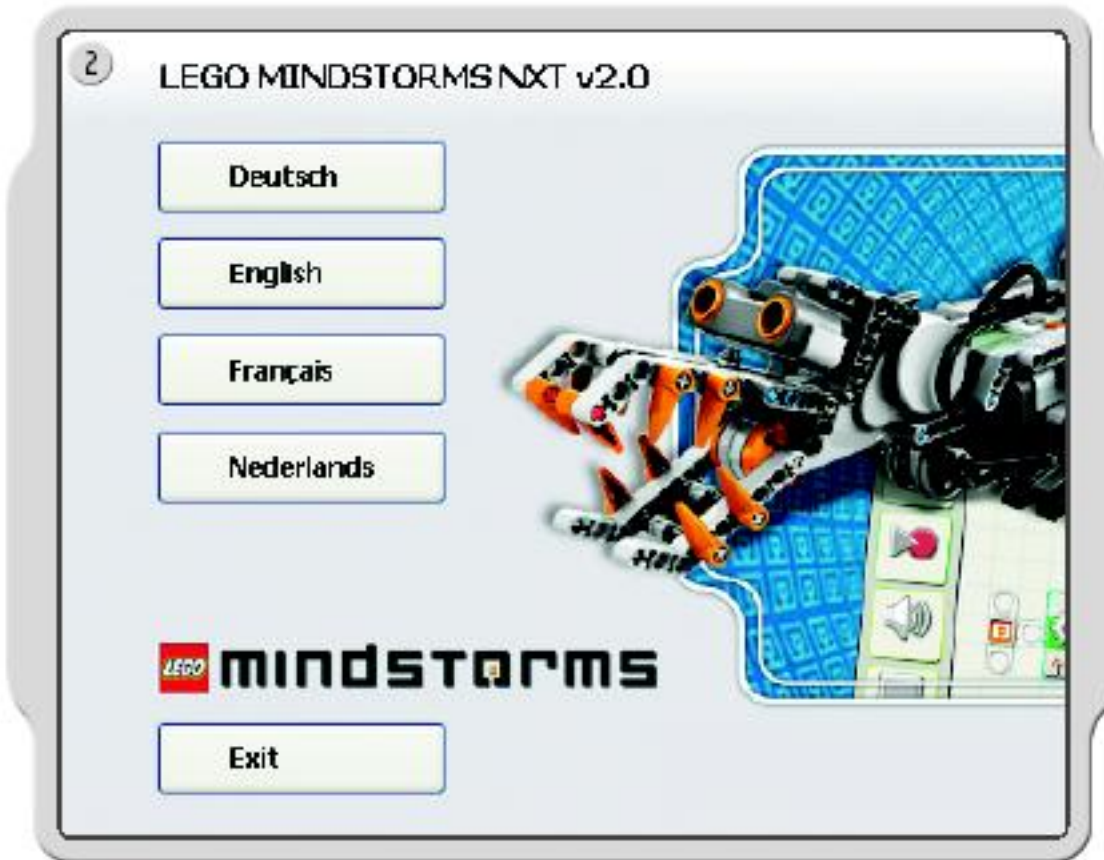 2
LEGO MINDSTORMS NXT v2.0
Deutsch
English
Français
Nederlands
LEGO mindstorms
Exit